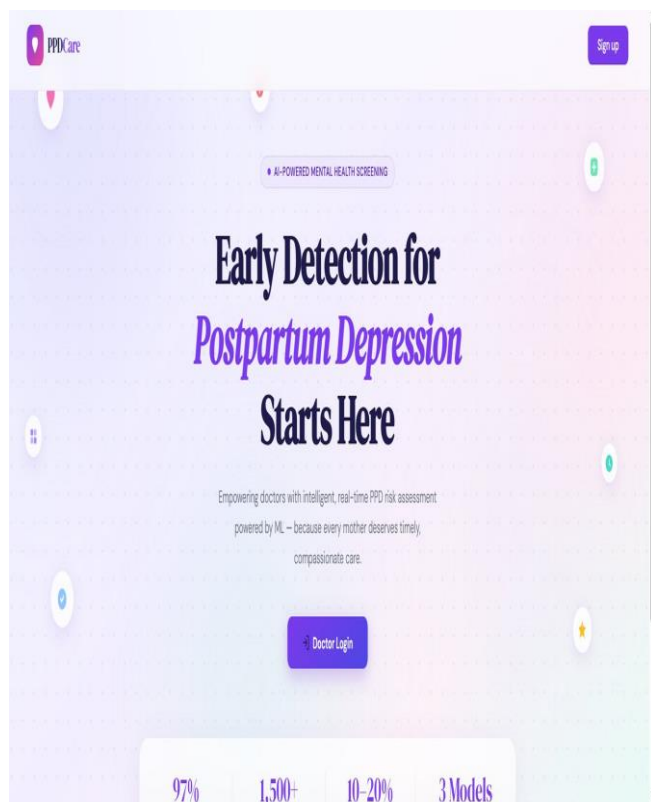 PPDCare
Sign up
AI-POWERED MENTAL HEALTH SCREENING
Early Detection for
Postpartum Depression
Starts Here
Empowering doctors with intelligent, real-time PPD risk assessment
powered by ML — because every mother deserves timely,
compassionate care.
Doctor Login
97% 1,500+ 10–20% 3 Models